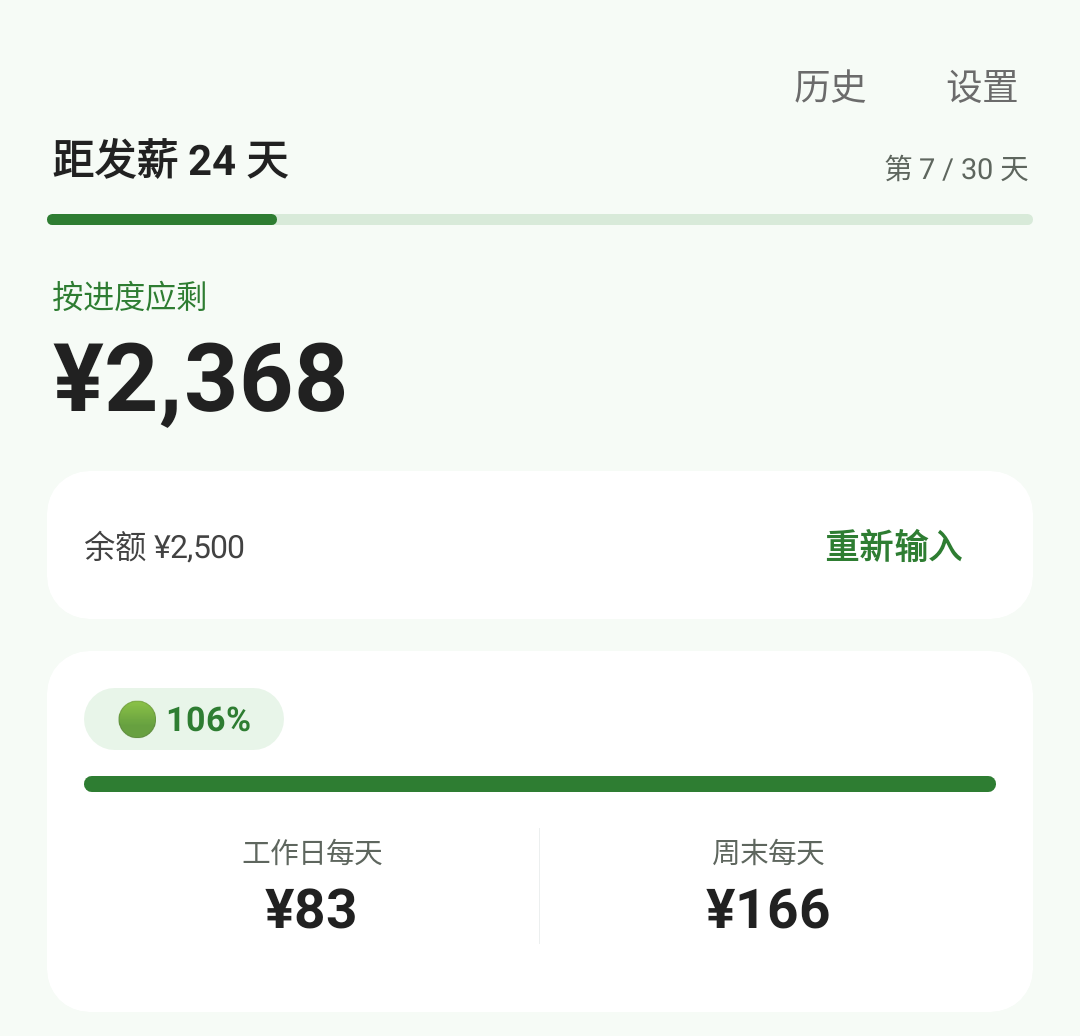 历史 设置
距发薪 24 天 第 7 / 30 天
按进度应剩
¥2,368
余额 ¥2,500 重新输入
106%
工作日每天 周末每天
¥83 ¥166